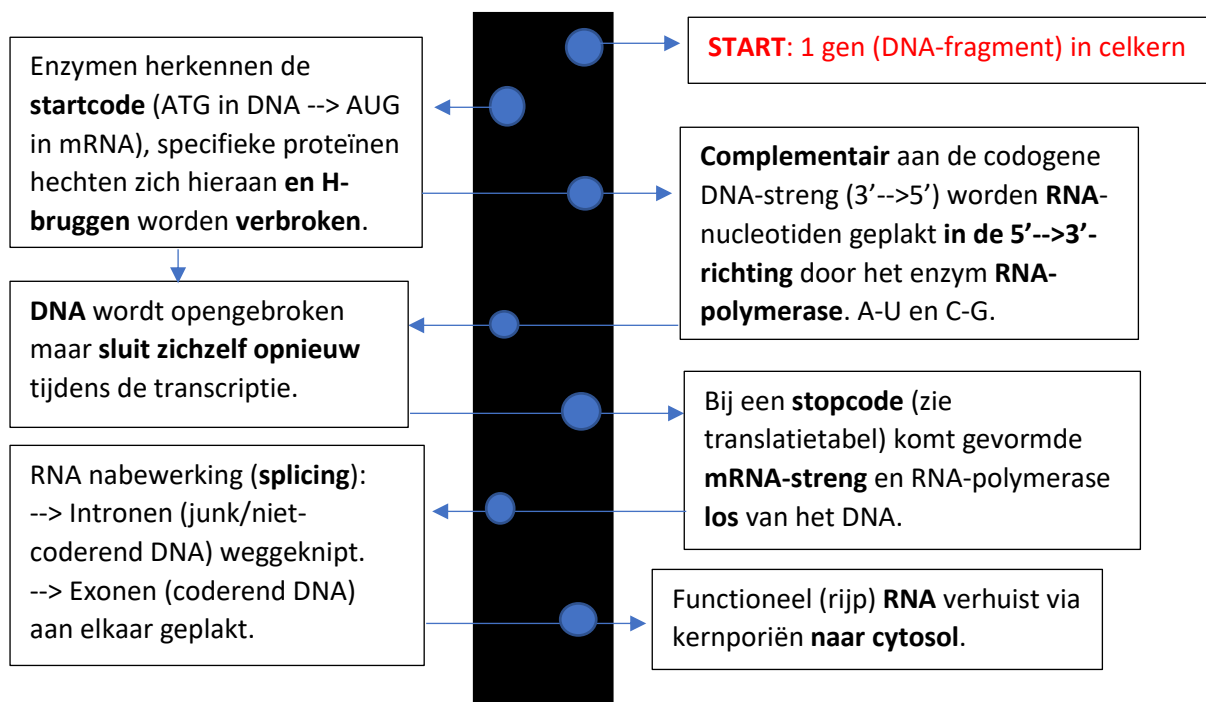 START: 1 gen (DNA-fragment) in celkern
Enzymen herkennen de
startcode (ATG in DNA --> AUG
in mRNA), specifieke proteïnen
hechten zich hieraan en H-
bruggen worden verbroken.
Complementair aan de codogene
DNA-streng (3’-->5’) worden RNA-
nucleotiden geplakt in de 5’-->3’-
richting door het enzym RNA-
polymerase. A-U en C-G.
DNA wordt opengebroken
maar sluit zichzelf opnieuw
tijdens de transcriptie.
Bij een stopcode (zie
translatietabel) komt gevormde
mRNA-streng en RNA-polymerase
los van het DNA.
RNA nabewerking (splicing):
--> Intronen (junk/niet-
coderend DNA) weggeknipt.
--> Exonen (coderend DNA)
aan elkaar geplakt.
Functioneel (rijp) RNA verhuist via
kernporiën naar cytosol.